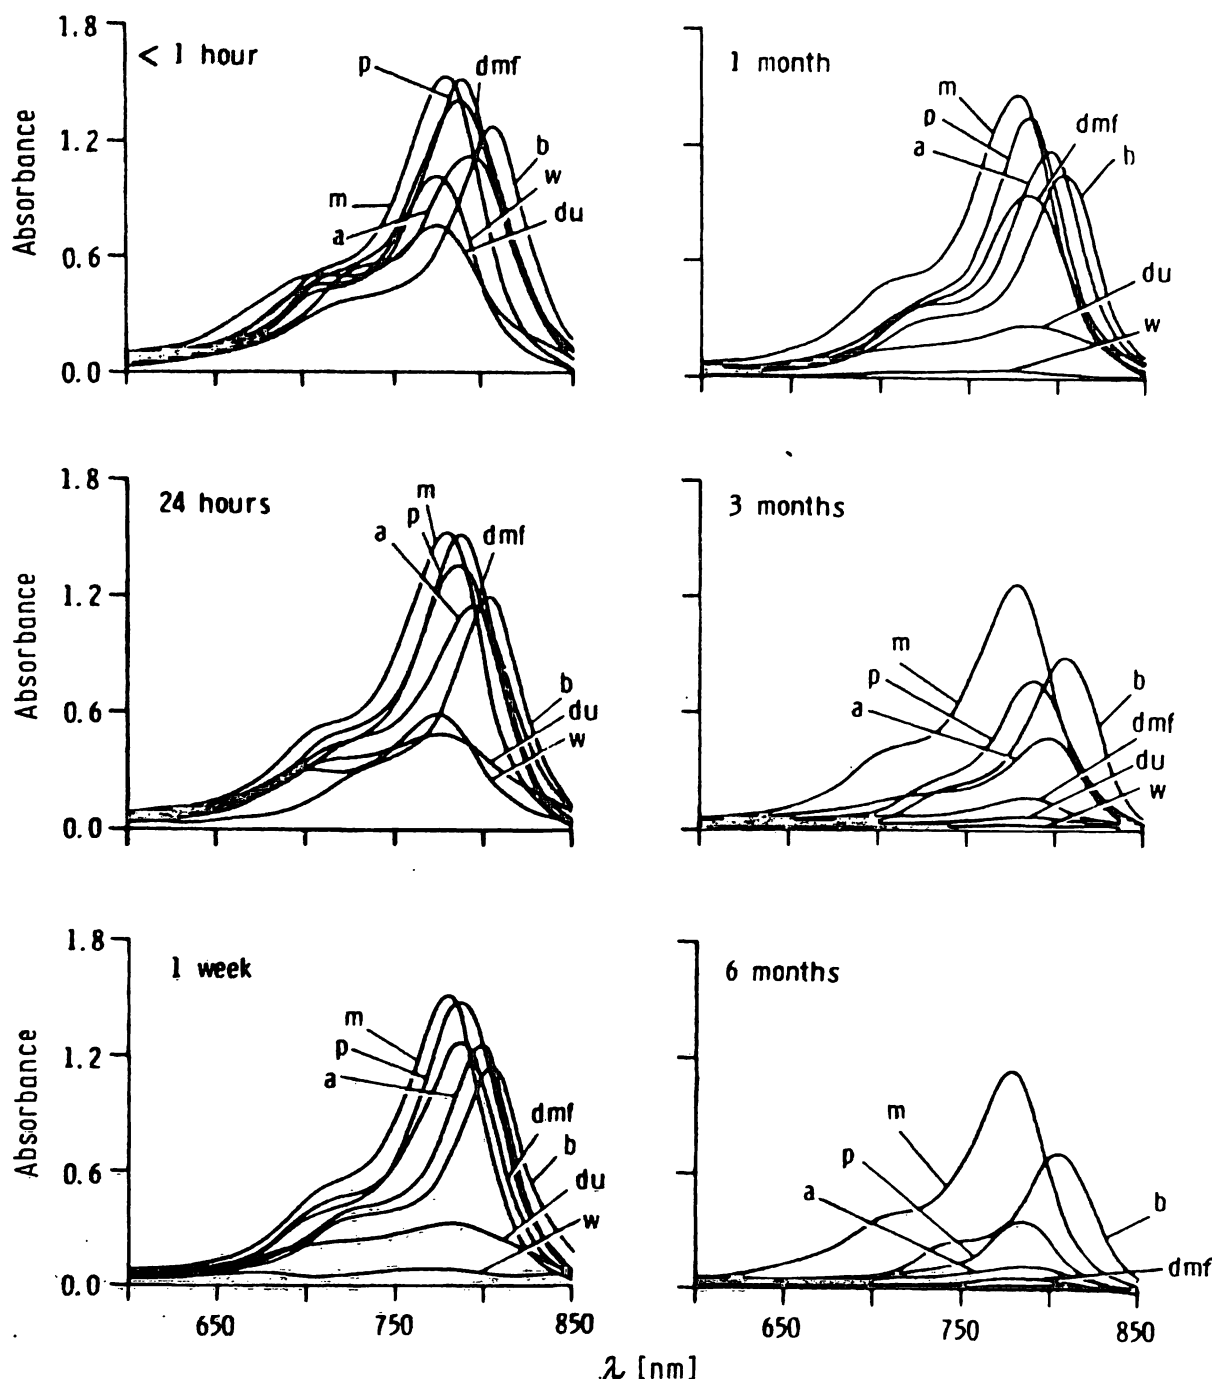 1.8
< 1 hour
p
dmf
1.2
b
w
m
du
a
0.6
0.0
Absorbance
1 month
m
p
dmf
a
b
du
w
1.8
24 hours
m
p
a
dmf
1.2
b
du
w
0.6
0.0
Absorbance
3 months
m
p
a
b
dmf
du
w
1.8
1 week
m
p
a
1.2
dmf
b
du
w
0.6
0.0
Absorbance
650 750 850
6 months
m
p
a
b
dmf
650 750 850
λ [nm]